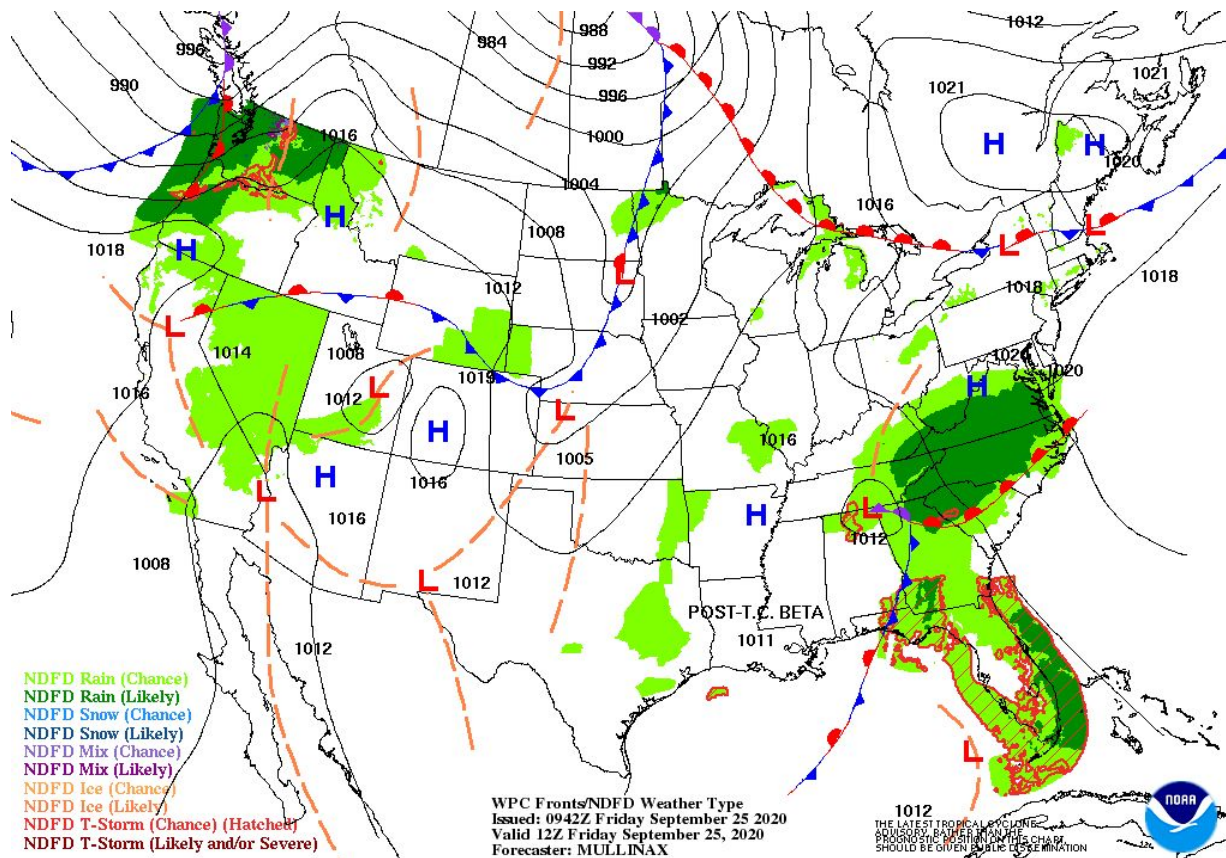 1012
996
984
988
1021
1021
990
992
996
1016
1000
H
H
1020
1004
H
1016
1018
H
1008
L
L
1018
L
1012
1018
L
1002
1014
1008
1020
1019
1020
1016
L
1012
H
L
H
1016
1005
H
1016
L
1016
H
L
1012
1008
L
1012
POST-T.C. BETA
1011
1012
L
1012
NDFD Rain (Chance)
NDFD Rain (Likely)
NDFD Snow (Chance)
NDFD Snow (Likely)
NDFD Mix (Chance)
NDFD Mix (Likely)
NDFD Ice (Chance)
NDFD Ice (Likely)
NDFD T-Storm (Chance) (Hatched)
NDFD T-Storm (Likely and/or Severe)
WPC Fronts/NDFD Weather Type
Issued: 0942Z Friday September 25 2020
Valid 12Z Friday September 25, 2020
Forecaster: MULLINAX
THE LATEST TROPICAL CYCLONE
ADVISORY, RATHER THAN THE
PROGNOSTIC POSITION ON THIS CHART,
SHOULD BE GIVEN PUBLIC DISSEMINATION
NOAA